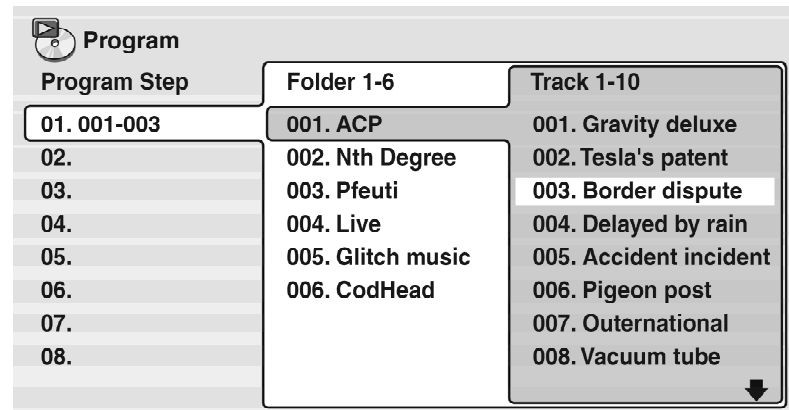 Program
Program Step
01. 001-003
02.
03.
04.
05.
06.
07.
08.
Folder 1-6
001. ACP
002. Nth Degree
003. Pfeuti
004. Live
005. Glitch music
006. CodHead
Track 1-10
001. Gravity deluxe
002. Tesla's patent
003. Border dispute
004. Delayed by rain
005. Accident incident
006. Pigeon post
007. Outernational
008. Vacuum tube